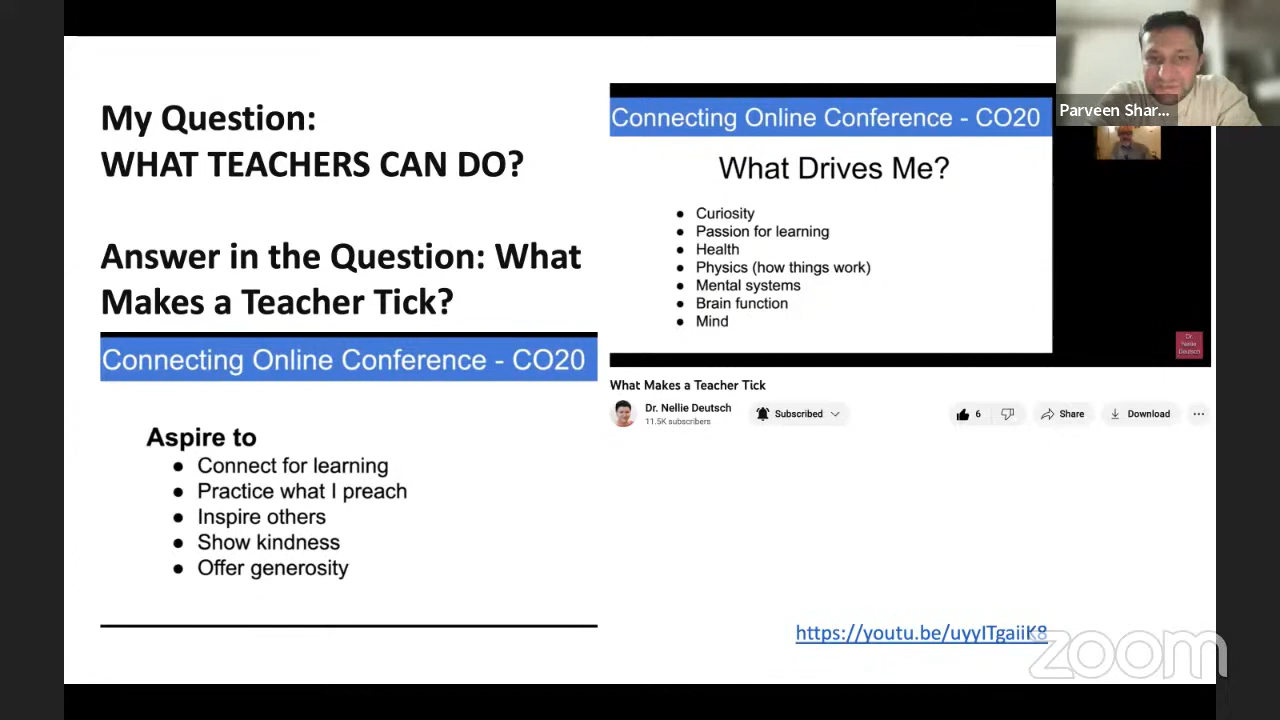 My Question:
WHAT TEACHERS CAN DO?
Answer in the Question: What
Makes a Teacher Tick?
Connecting Online Conference - CO20
Aspire to
● Connect for learning
● Practice what I preach
● Inspire others
● Show kindness
● Offer generosity
Connecting Online Conference - CO20
What Drives Me?
● Curiosity
● Passion for learning
● Health
● Physics (how things work)
● Mental systems
● Brain function
● Mind
Dr.
Nellie
Deutsch
What Makes a Teacher Tick
Dr. Nellie Deutsch
11.5K subscribers
Subscribed
6
Share
Download
https://youtu.be/uyyITgaiiK8
zoom
Parveen Shar...